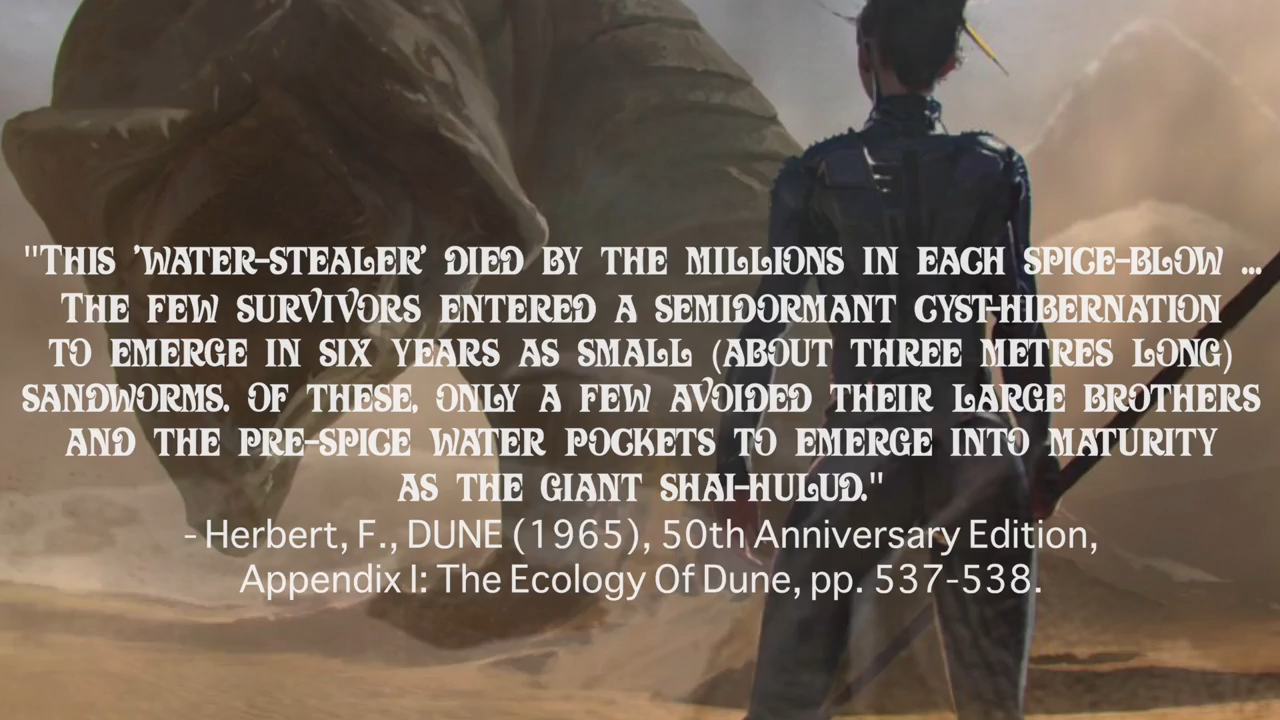 "THIS 'WATER-STEALER' DIED BY THE MILLIONS IN EACH SPICE-BLOW ...
THE FEW SURVIVORS ENTERED A SEMIDORMANT CYST-HIBERNATION
TO EMERGE IN SIX YEARS AS SMALL (ABOUT THREE METRES LONG)
SANDWORMS. OF THESE, ONLY A FEW AVOIDED THEIR LARGE BROTHERS
AND THE PRE-SPICE WATER POCKETS TO EMERGE INTO MATURITY
AS THE GIANT SHAI-HULUD."
- Herbert, F., DUNE (1965), 50th Anniversary Edition,
Appendix I: The Ecology Of Dune, pp. 537-538.